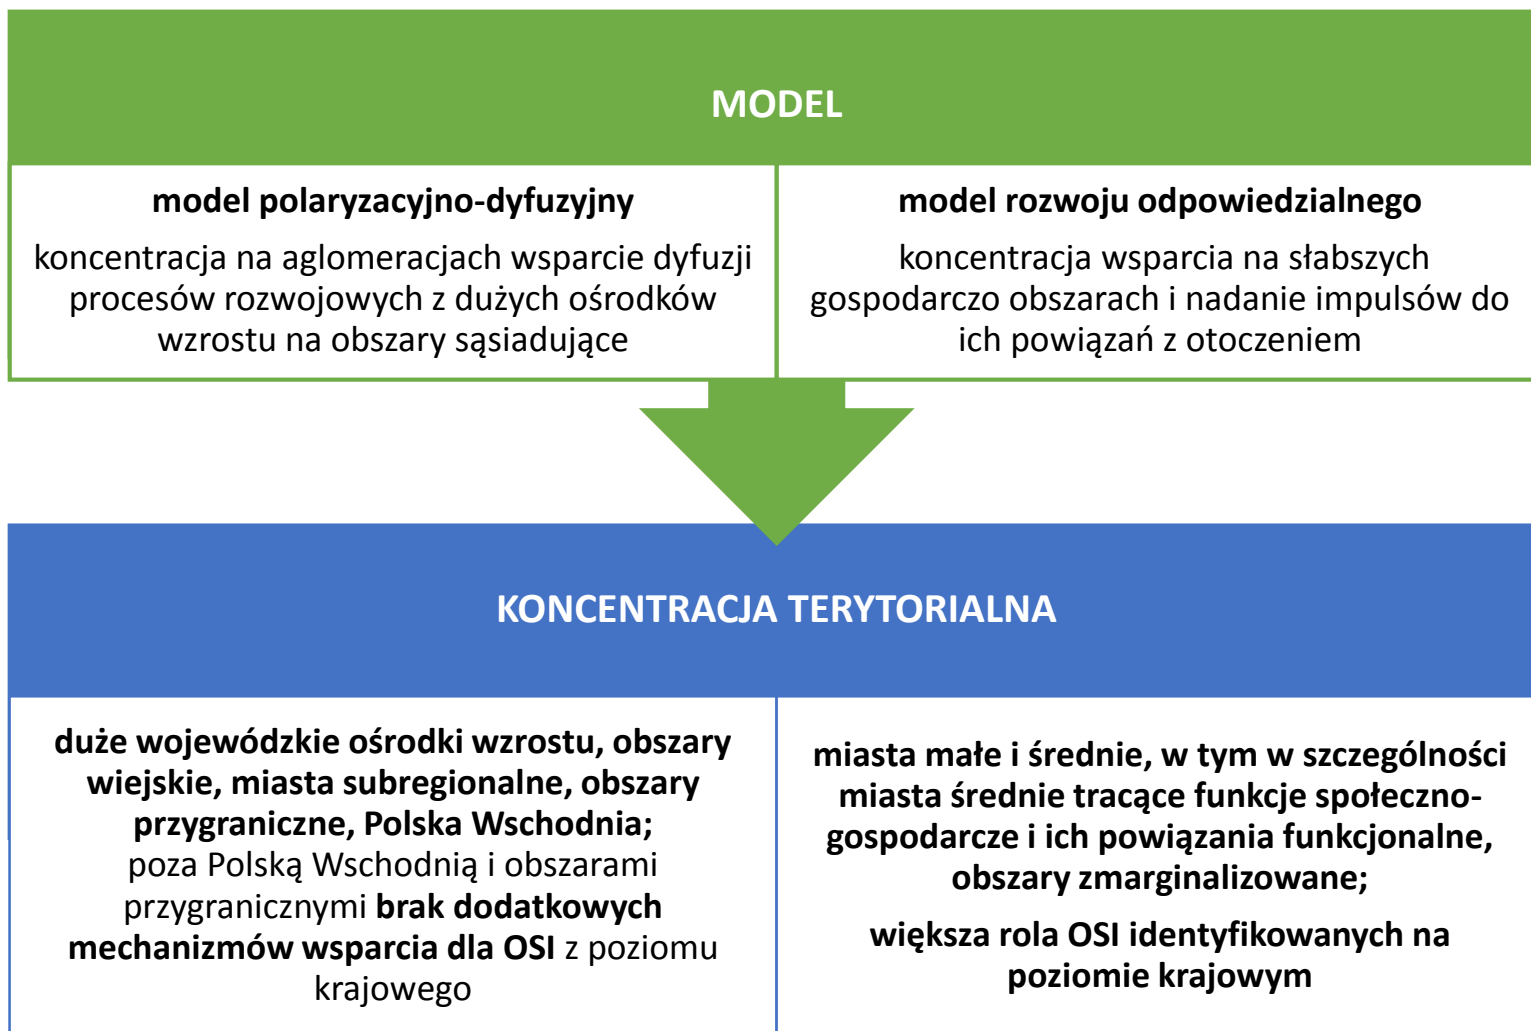 MODEL
model polaryzacyjno-dyfuzyjny
koncentracja na aglomeracjach wsparcie dyfuzji
procesów rozwojowych z dużych ośrodków
wzrostu na obszary sąsiadujące
model rozwoju odpowiedzialnego
koncentracja wsparcia na słabszych
gospodarczo obszarach i nadanie impulsów do
ich powiązań z otoczeniem
KONCENTRACJA TERYTORIALNA
duże wojewódzkie ośrodki wzrostu, obszary
wiejskie, miasta subregionalne, obszary
przygraniczne, Polska Wschodnia;
poza Polską Wschodnią i obszarami
przygranicznymi brak dodatkowych
mechanizmów wsparcia dla OSI z poziomu
krajowego
miasta małe i średnie, w tym w szczególności
miasta średnie tracące funkcje społeczno-
gospodarcze i ich powiązania funkcjonalne,
obszary zmarginalizowane;
większa rola OSI identyfikowanych na
poziomie krajowym